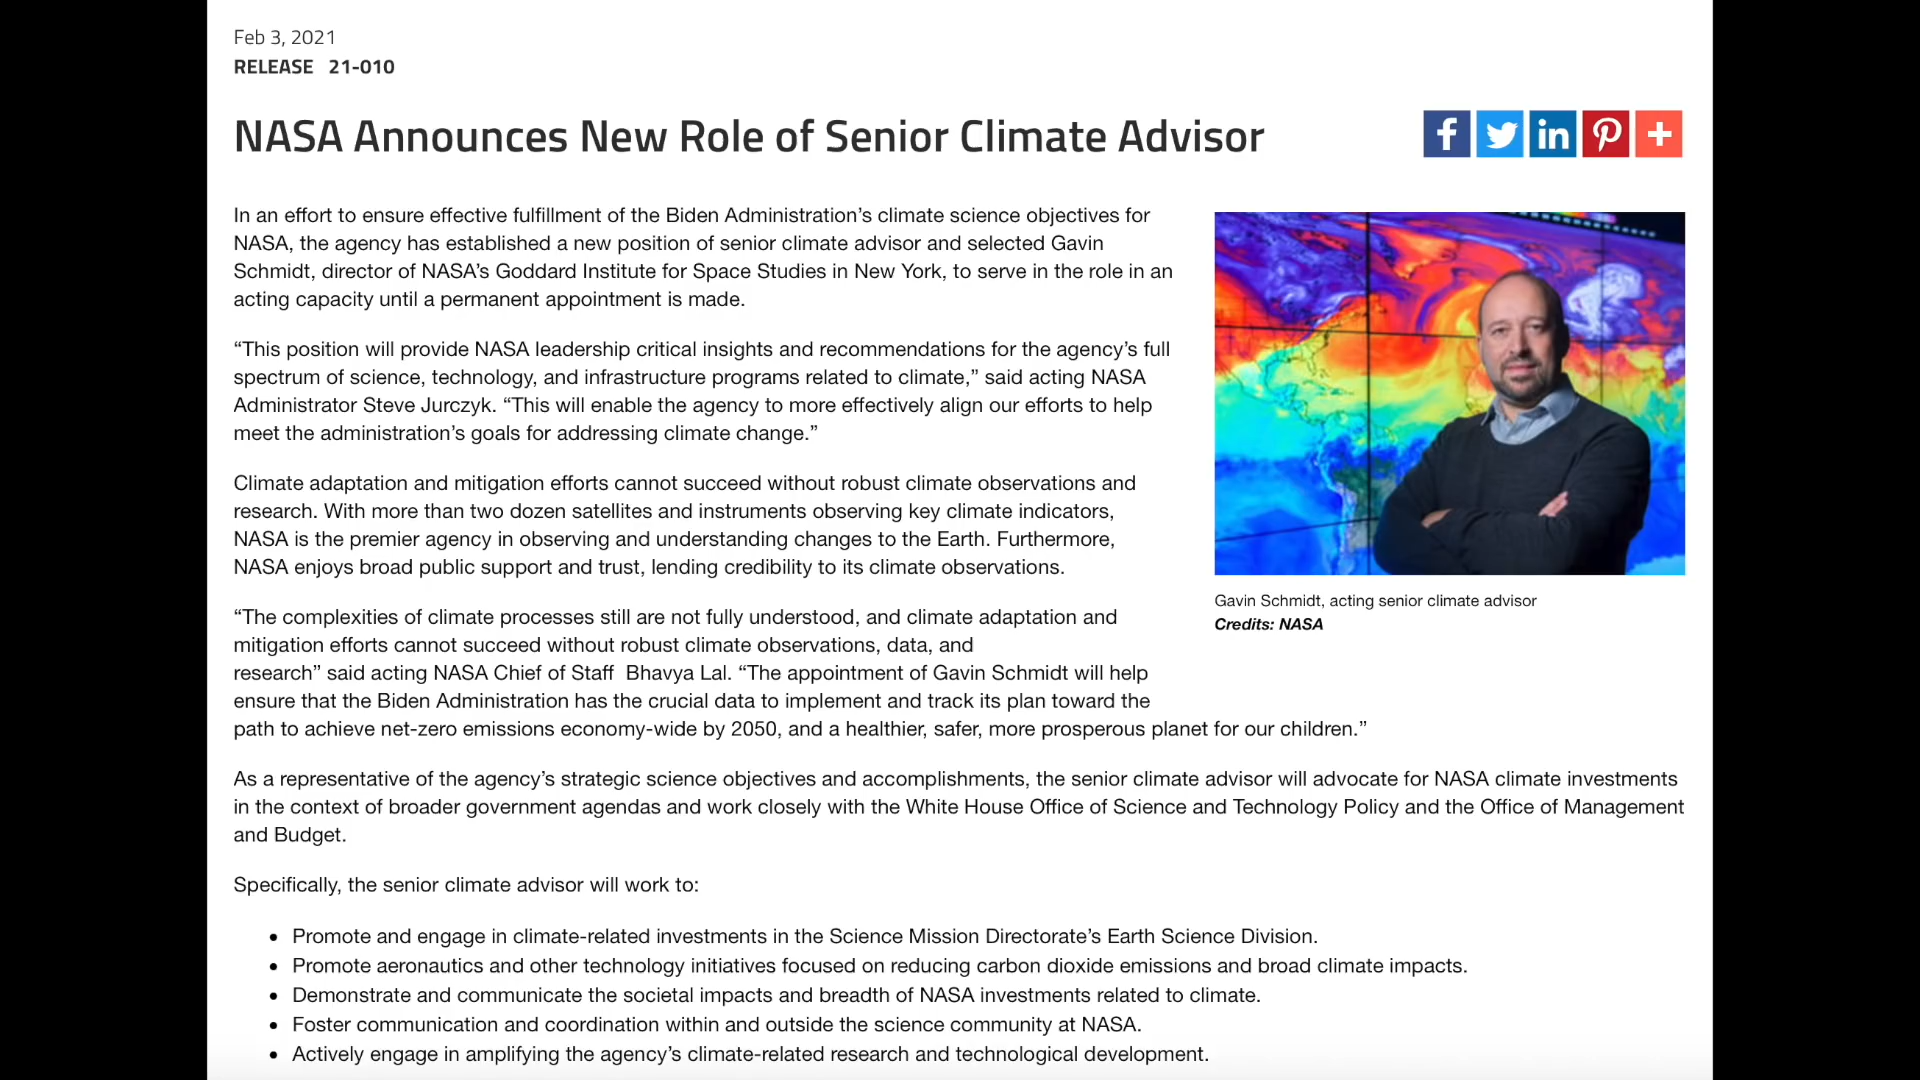 Feb 3, 2021
RELEASE 21-010
NASA Announces New Role of Senior Climate Advisor
In an effort to ensure effective fulfillment of the Biden Administration’s climate science objectives for
NASA, the agency has established a new position of senior climate advisor and selected Gavin
Schmidt, director of NASA’s Goddard Institute for Space Studies in New York, to serve in the role in an
acting capacity until a permanent appointment is made.
“This position will provide NASA leadership critical insights and recommendations for the agency’s full
spectrum of science, technology, and infrastructure programs related to climate,” said acting NASA
Administrator Steve Jurczyk. “This will enable the agency to more effectively align our efforts to help
meet the administration’s goals for addressing climate change.”
Climate adaptation and mitigation efforts cannot succeed without robust climate observations and
research. With more than two dozen satellites and instruments observing key climate indicators,
NASA is the premier agency in observing and understanding changes to the Earth. Furthermore,
NASA enjoys broad public support and trust, lending credibility to its climate observations.
Gavin Schmidt, acting senior climate advisor
Credits: NASA
“The complexities of climate processes still are not fully understood, and climate adaptation and
mitigation efforts cannot succeed without robust climate observations, data, and
research” said acting NASA Chief of Staff  Bhavya Lal. “The appointment of Gavin Schmidt will help
ensure that the Biden Administration has the crucial data to implement and track its plan toward the
path to achieve net-zero emissions economy-wide by 2050, and a healthier, safer, more prosperous planet for our children.”
As a representative of the agency’s strategic science objectives and accomplishments, the senior climate advisor will advocate for NASA climate investments
in the context of broader government agendas and work closely with the White House Office of Science and Technology Policy and the Office of Management
and Budget.
Specifically, the senior climate advisor will work to:
• Promote and engage in climate-related investments in the Science Mission Directorate’s Earth Science Division.
• Promote aeronautics and other technology initiatives focused on reducing carbon dioxide emissions and broad climate impacts.
• Demonstrate and communicate the societal impacts and breadth of NASA investments related to climate.
• Foster communication and coordination within and outside the science community at NASA.
• Actively engage in amplifying the agency’s climate-related research and technological development.